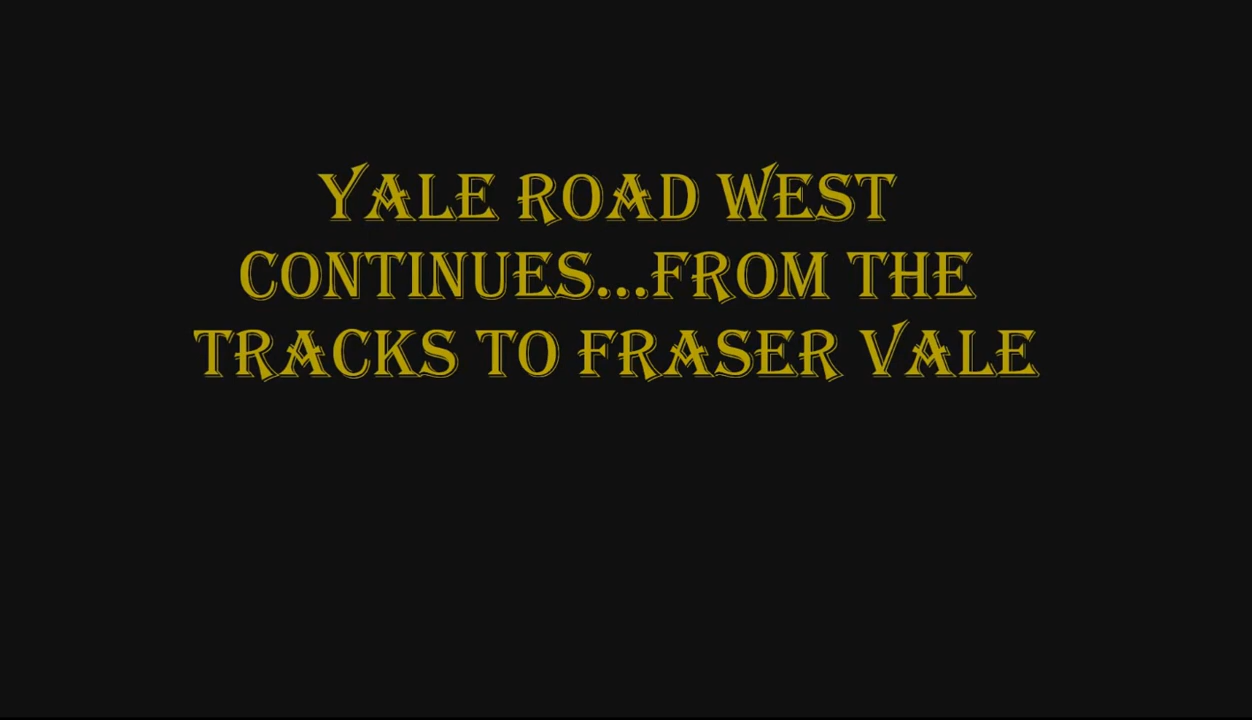 YALE ROAD WEST
CONTINUES...FROM THE
TRACKS TO FRASER VALE